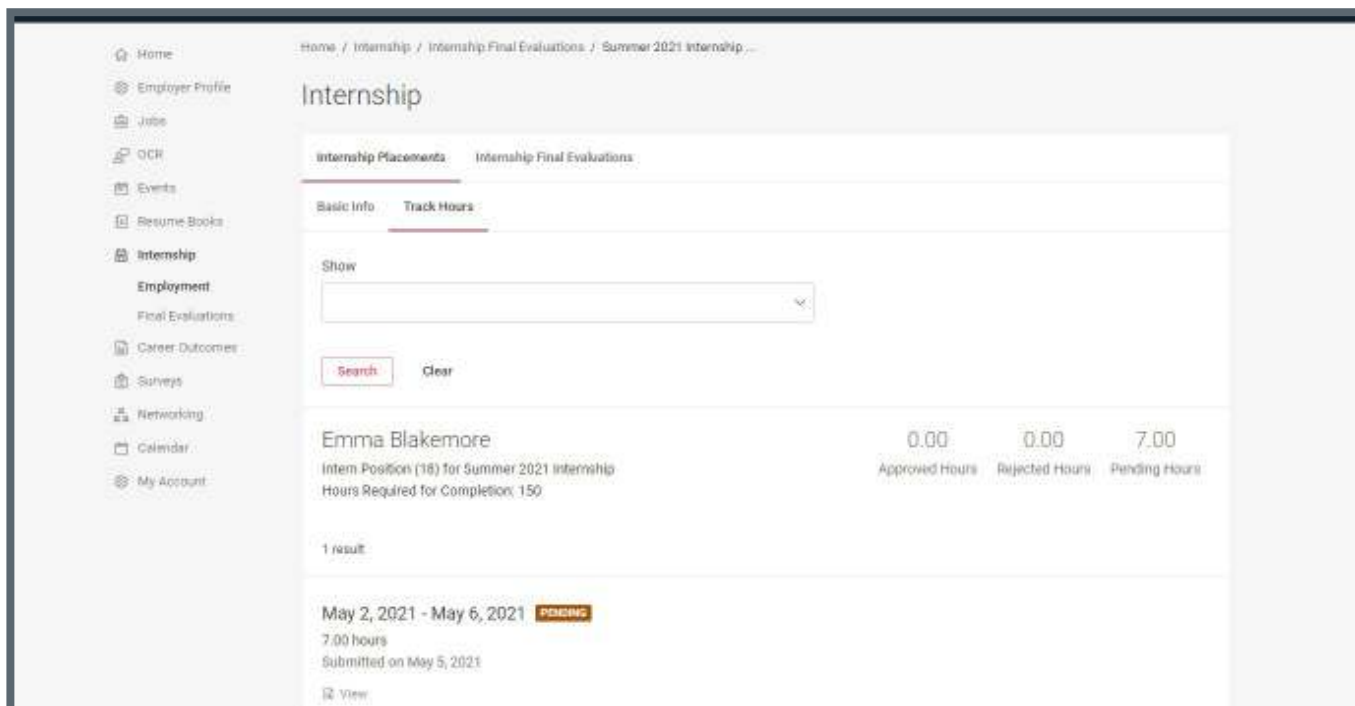 Home
Employer Profile
Jobs
OCR
Events
Resume Books
Internship
Employment
Final Evaluations
Career Outcomes
Surveys
Networking
Calendar
My Account
Home / Internship / Internship Final Evaluations / Summer 2021 Internship ...
Internship
Internship Placements Internship Final Evaluations
Basic Info Track Hours
Show
Search Clear
Emma Blakemore
Intern Position (18) for Summer 2021 Internship
Hours Required for Completion: 150
0.00 0.00 7.00
Approved Hours Rejected Hours Pending Hours
1 result
May 2, 2021 - May 6, 2021 PENDING
7.00 hours
Submitted on May 5, 2021
View